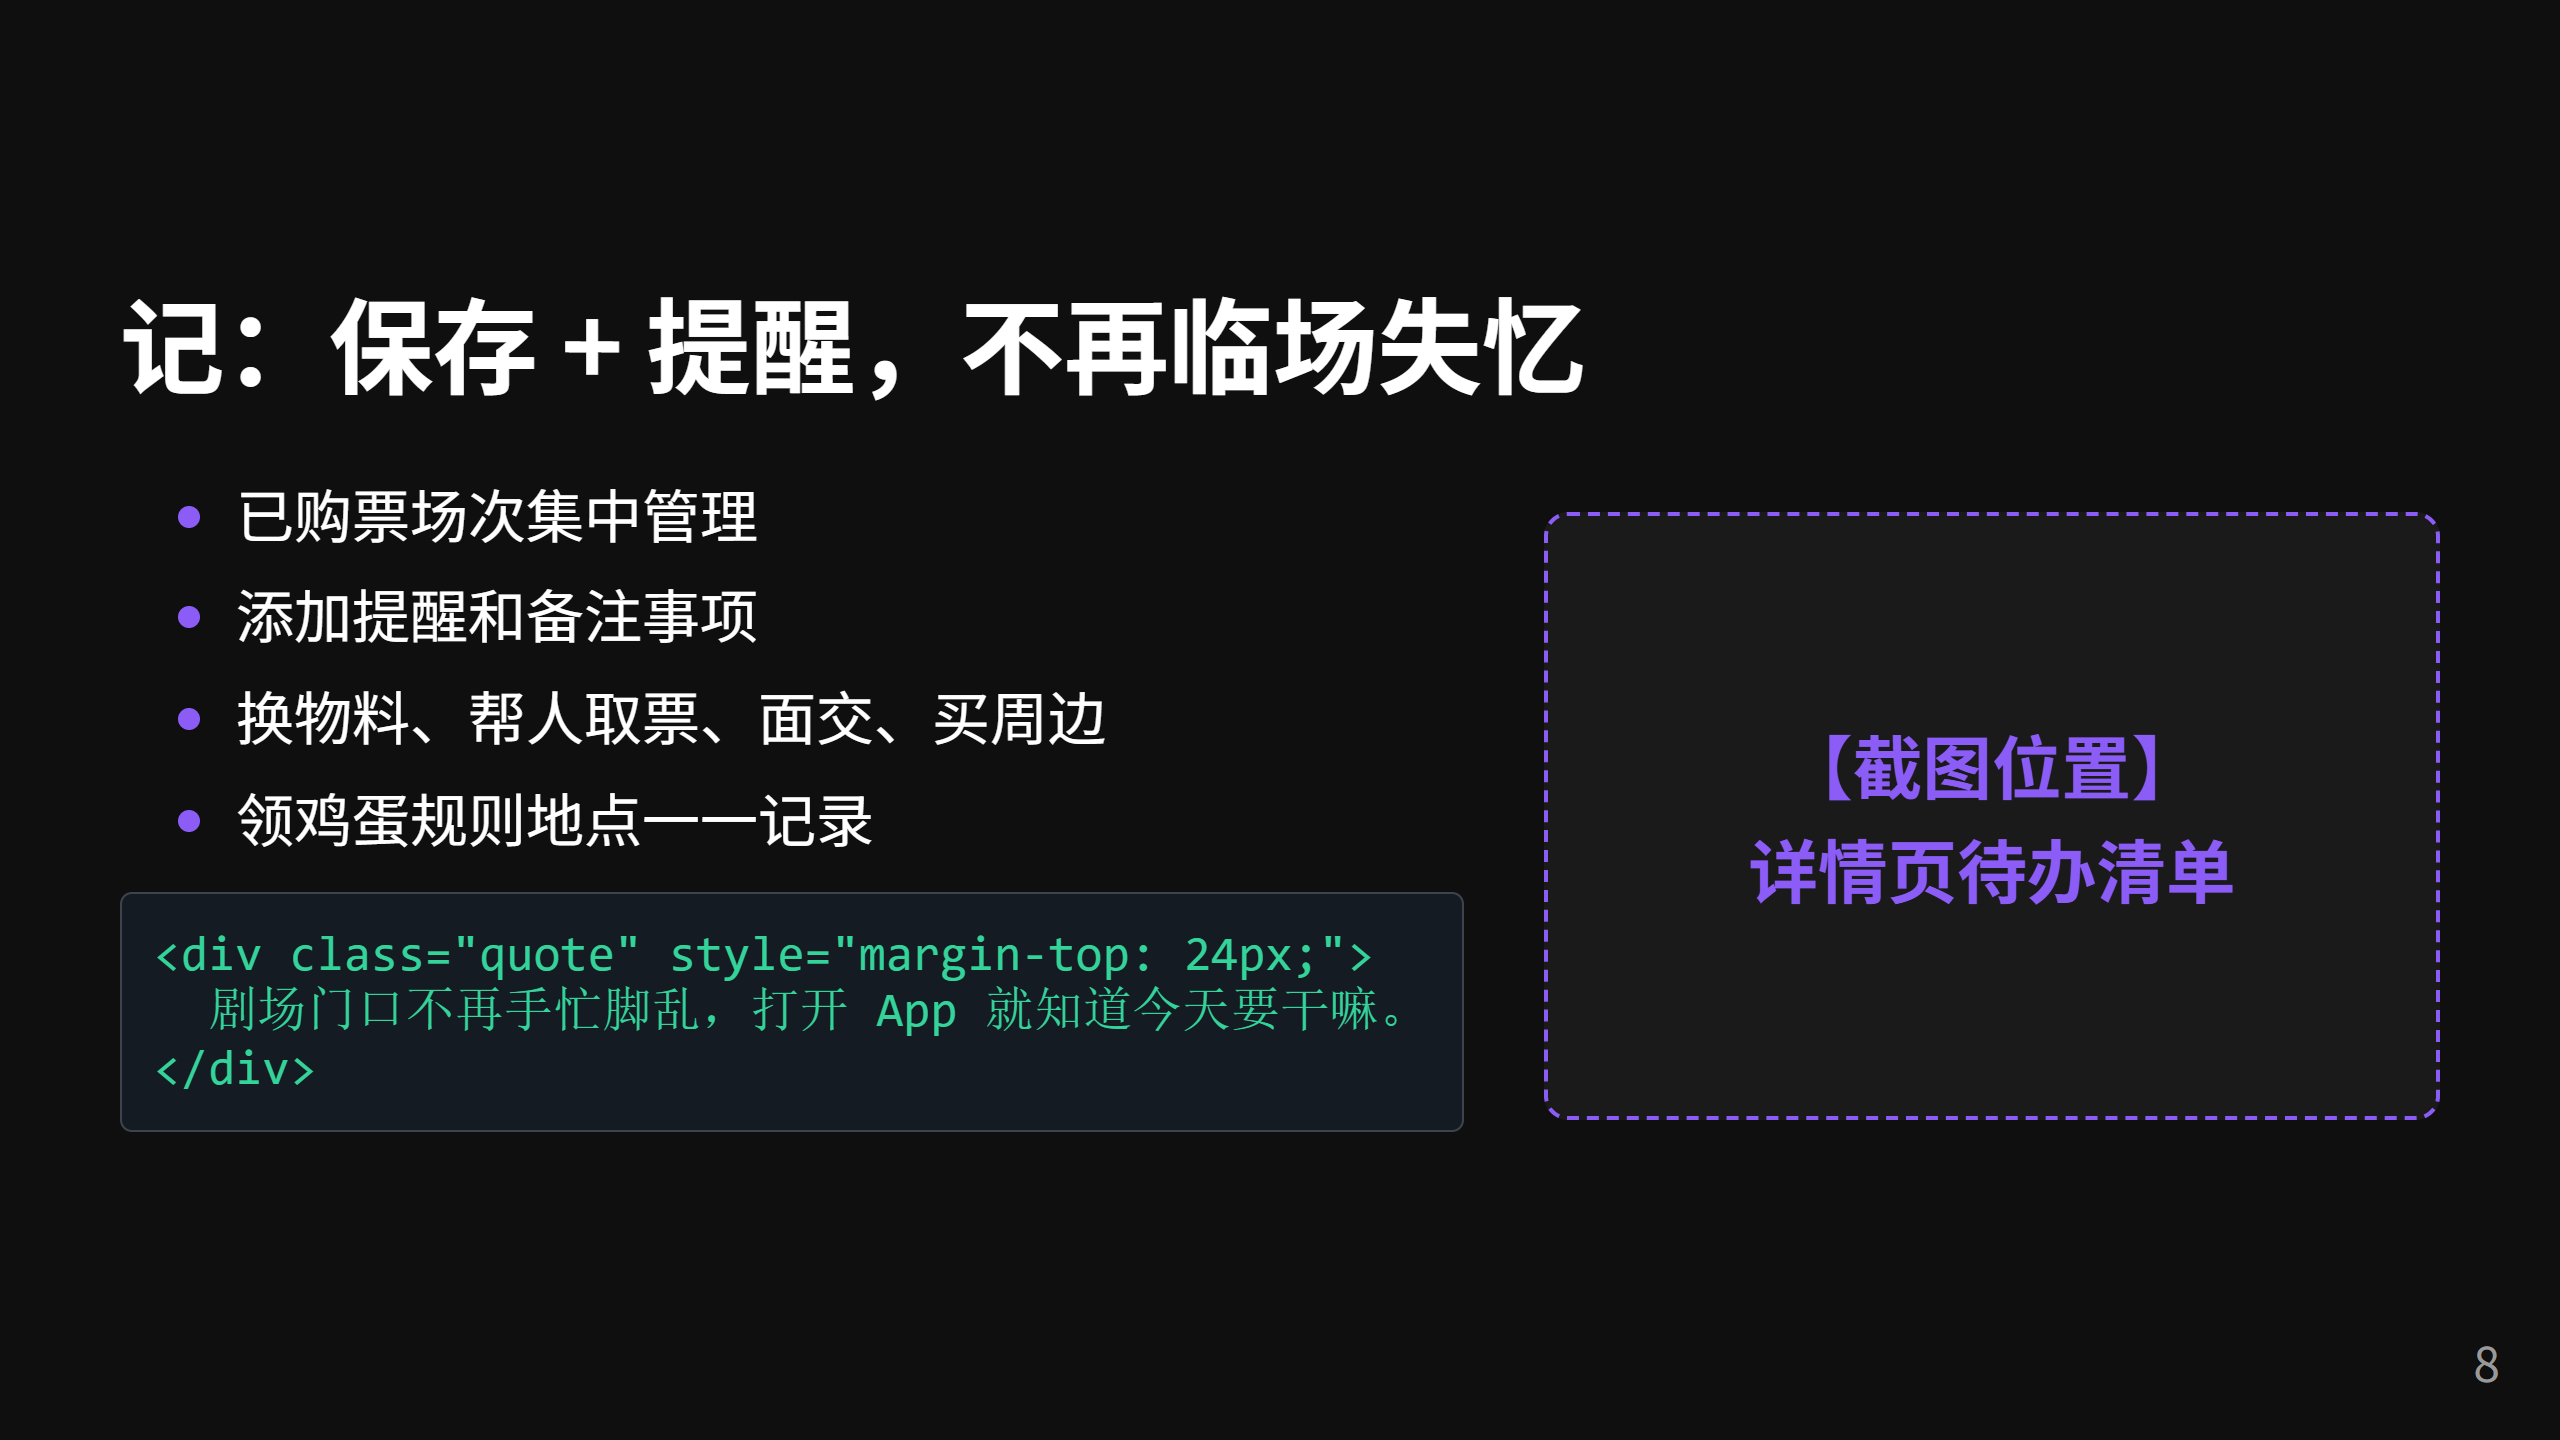 记：保存 + 提醒，不再临场失忆
已购票场次集中管理
添加提醒和备注事项
换物料、帮人取票、面交、买周边
领鸡蛋规则地点一一记录
<div class="quote" style="margin-top: 24px;">
剧场门口不再手忙脚乱，打开 App 就知道今天要干嘛。
</div>
【截图位置】
详情页待办清单
8